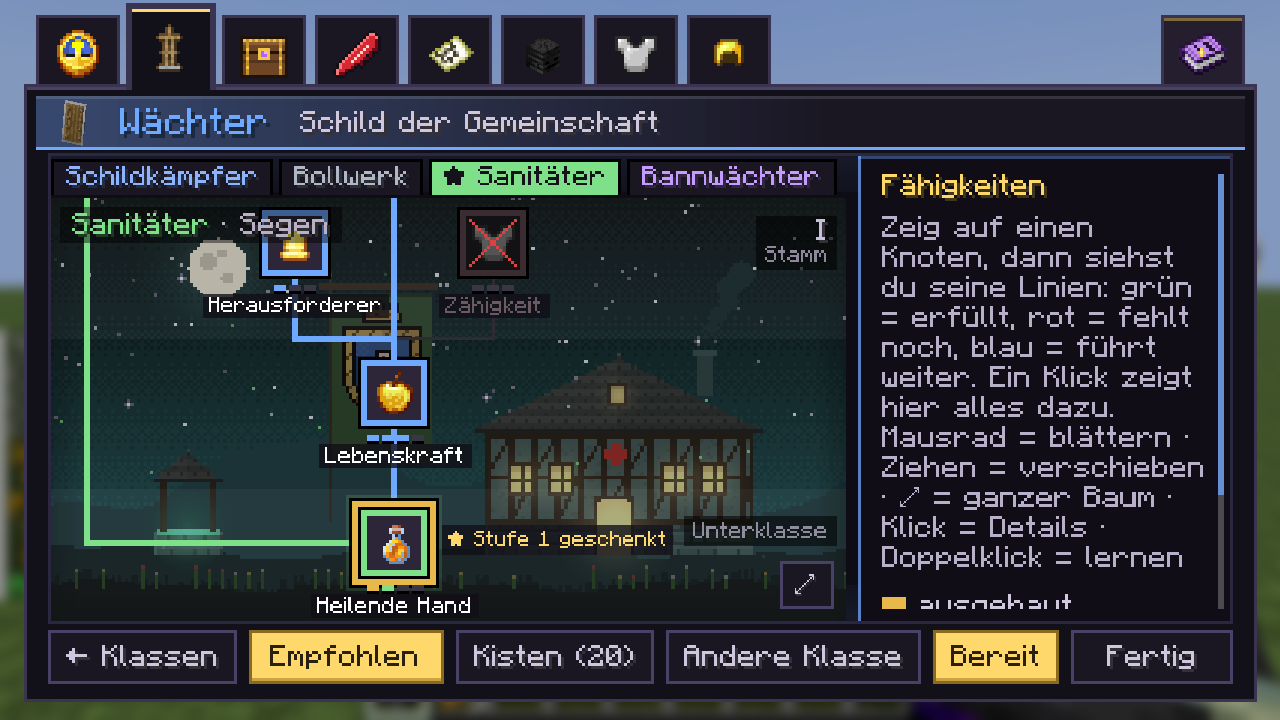 Wächter Schild der Gemeinschaft
Schildkämpfer Bollwerk ★ Sanitäter Bannwächter
Sanitäter · Segen
I
Stamm
Herausforderer
Zähigkeit
Lebenskraft
★ Stufe 1 geschenkt
Unterklasse
Heilende Hand
Fähigkeiten
Zeig auf einen
Knoten, dann siehst
du seine Linien: grün
= erfüllt, rot = fehlt
noch, blau = führt
weiter. Ein Klick zeigt
hier alles dazu.
Mausrad = blättern ·
Ziehen = verschieben
· ⤢ = ganzer Baum ·
Klick = Details ·
Doppelklick = lernen
ausgebaut
← Klassen Empfohlen Kisten (20) Andere Klasse Bereit Fertig